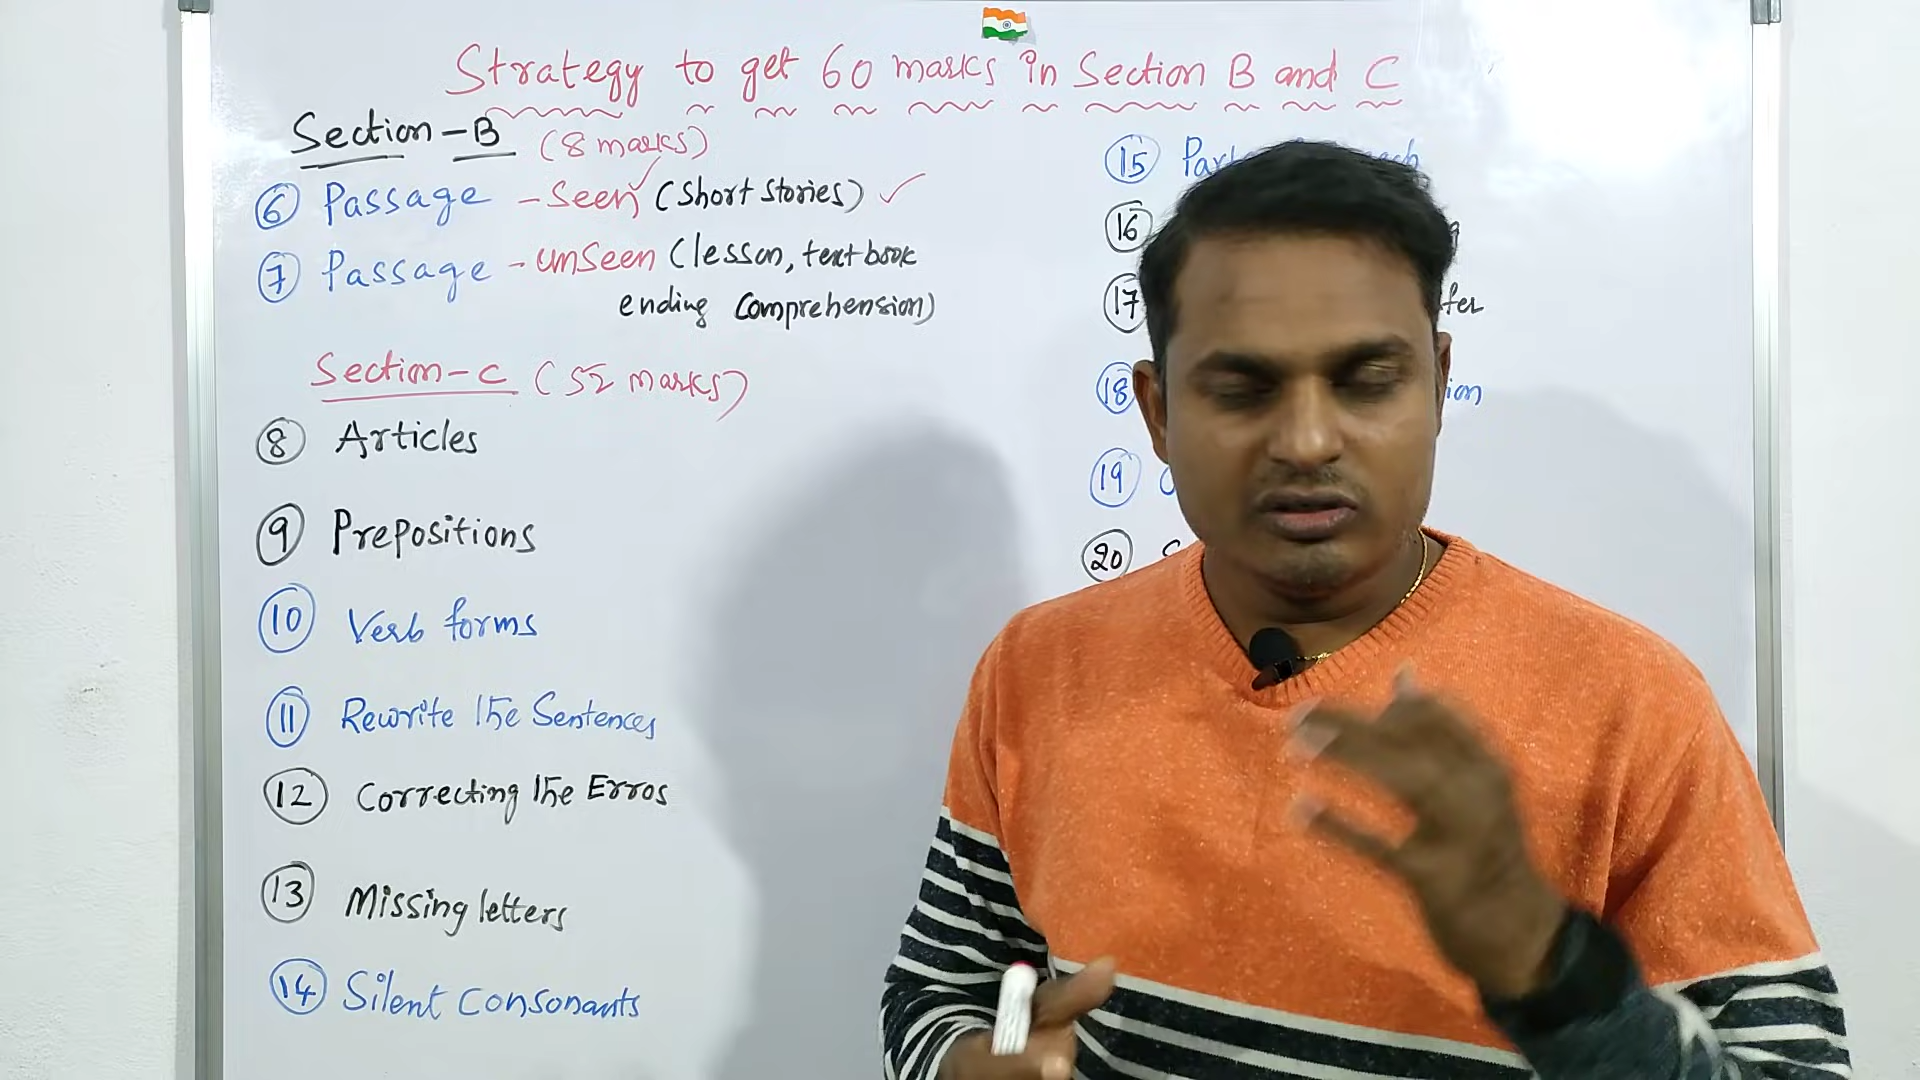 Strategy to get 60 marks in Section B and C
Section-B (8 marks)
6 Passage - Seen (Short Stories) ✓
7 Passage - unseen (lesson, text book
ending Comprehension)
Section-C (52 marks)
8 Articles
9 Prepositions
10 Verb forms
11 Rewrite the Sentences
12 Correcting the Erros
13 Missing letters
14 Silent Consonants
15
16
17
18
19
20